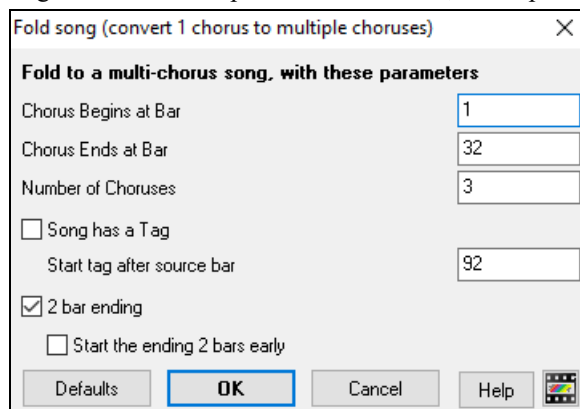 Fold song (convert 1 chorus to multiple choruses)
Fold to a multi-chorus song, with these parameters
Chorus Begins at Bar 1
Chorus Ends at Bar 32
Number of Choruses 3
Song has a Tag
Start tag after source bar 92
2 bar ending
Start the ending 2 bars early
Defaults OK Cancel Help